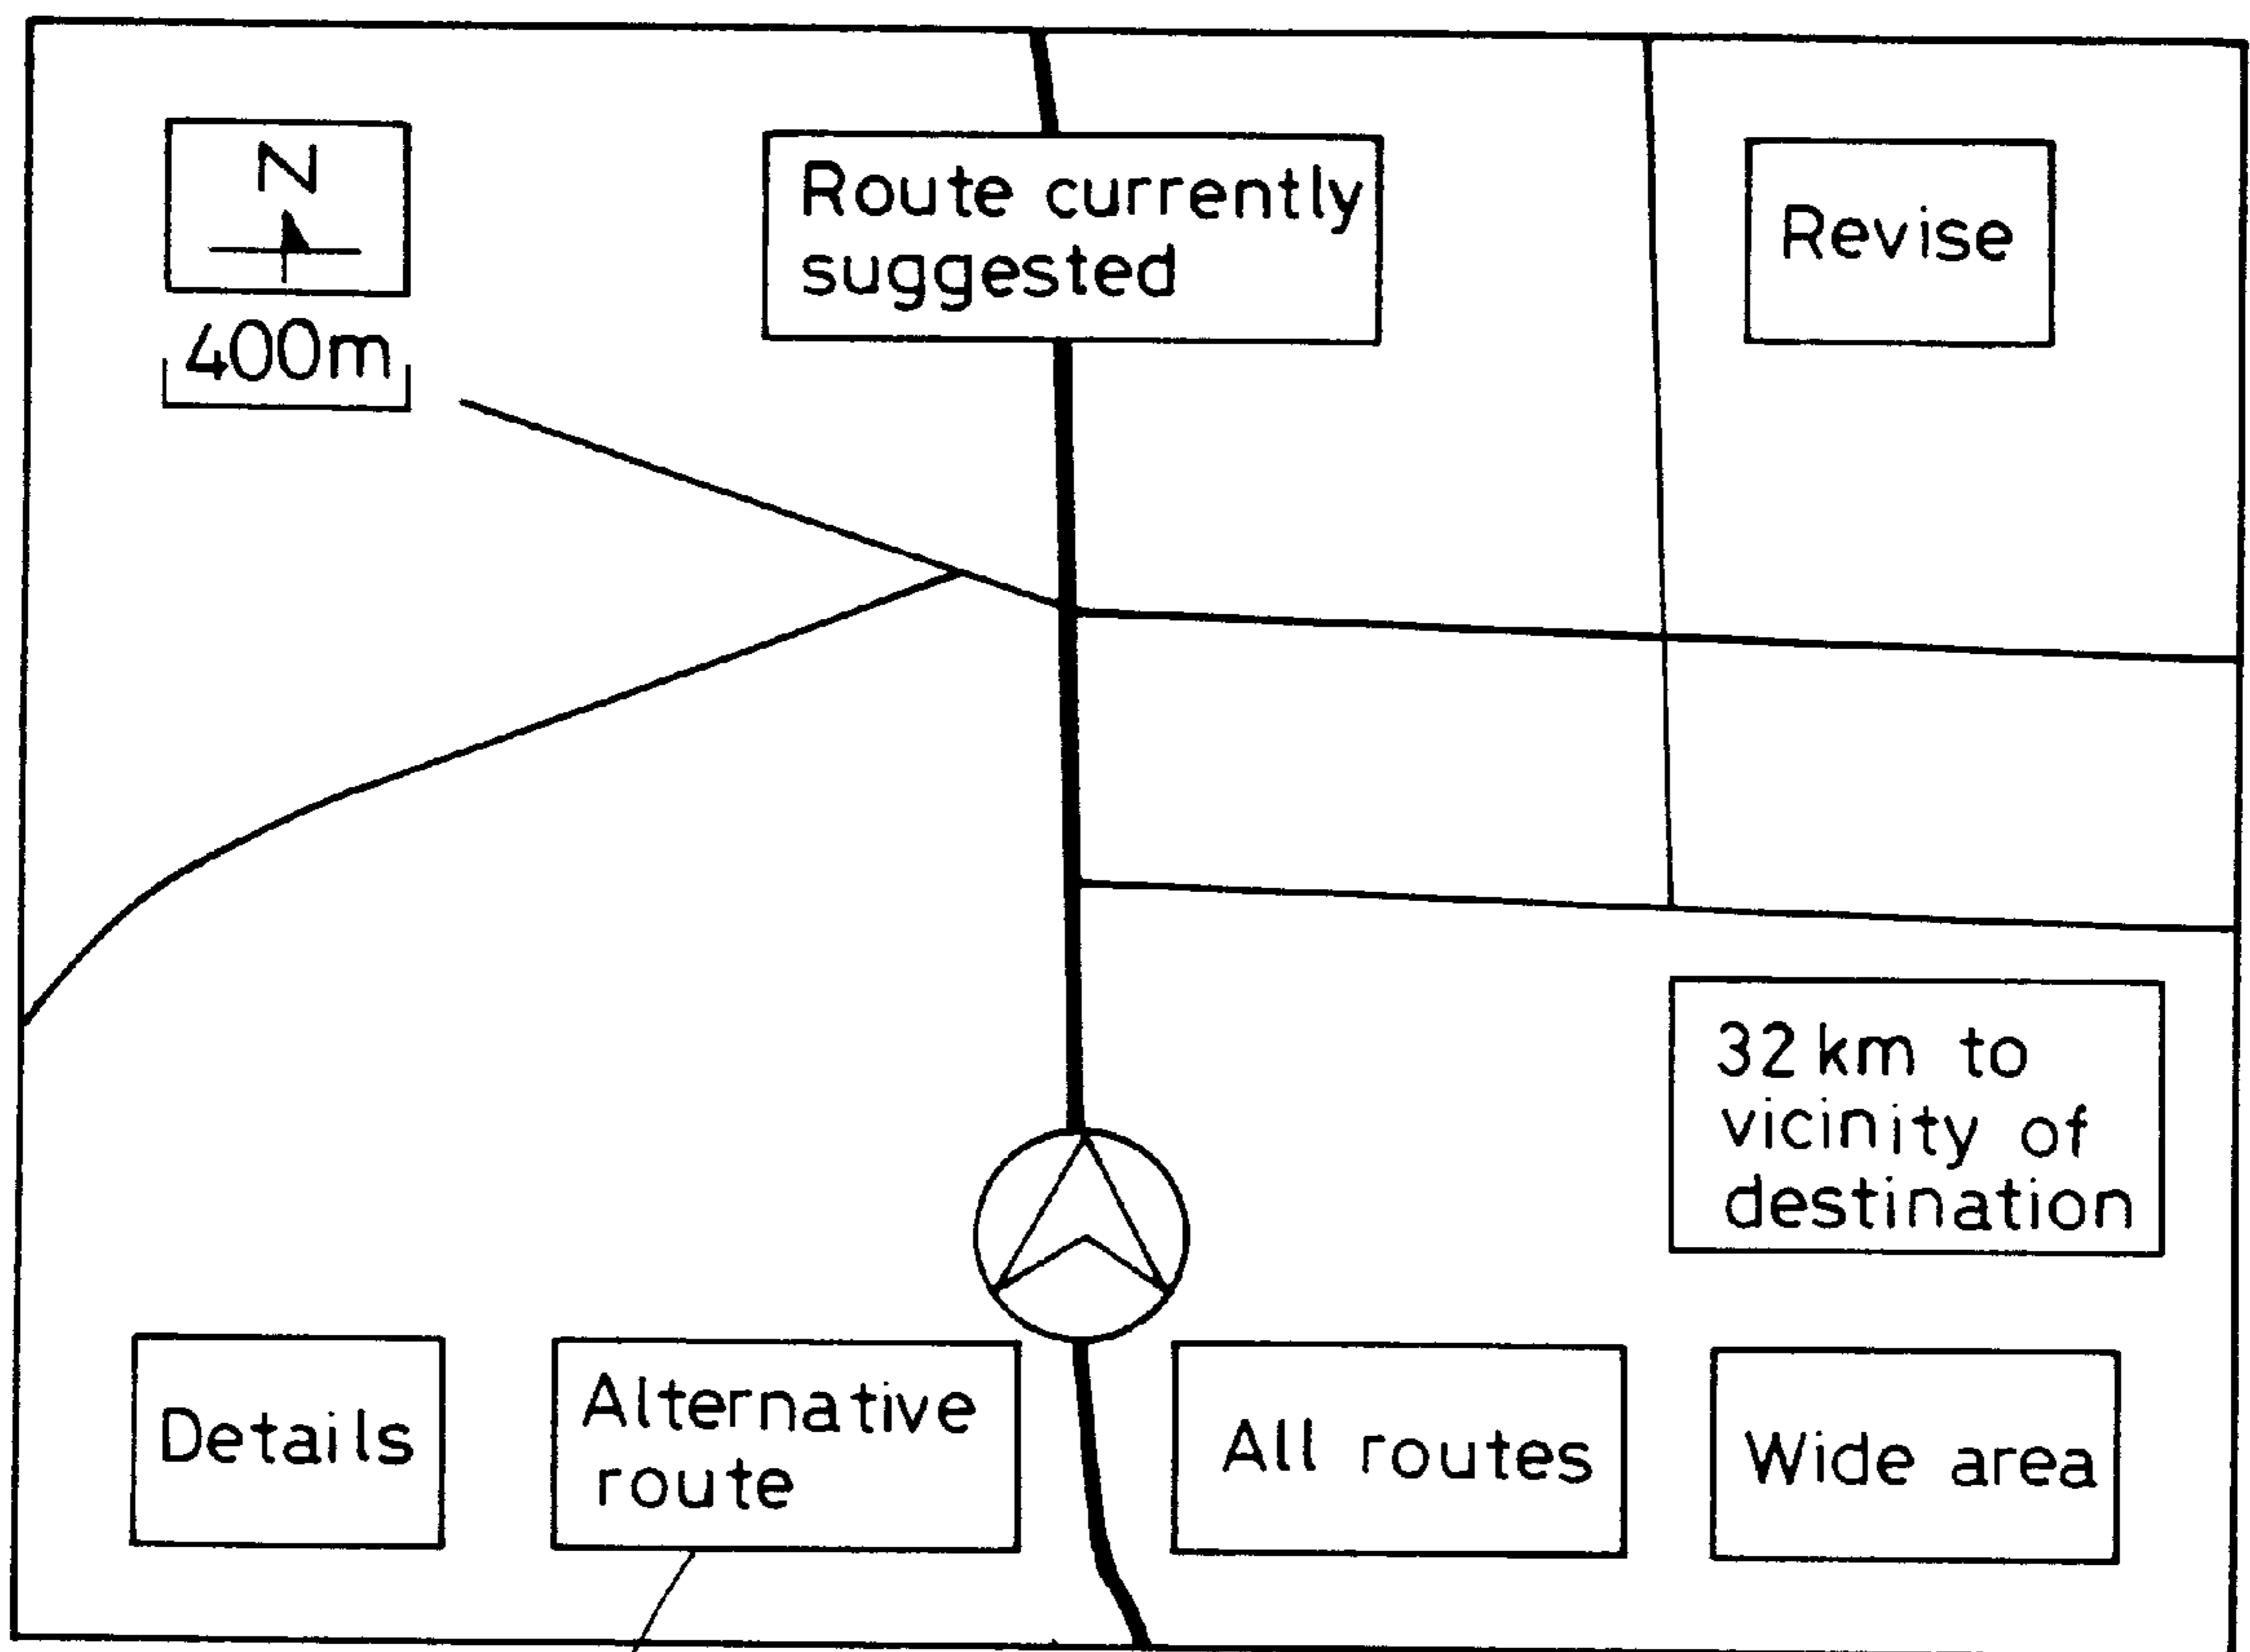 N
400m
Route currently
suggested
Revise
32 km to
vicinity of
destination
Details
Alternative
route
All routes
Wide area